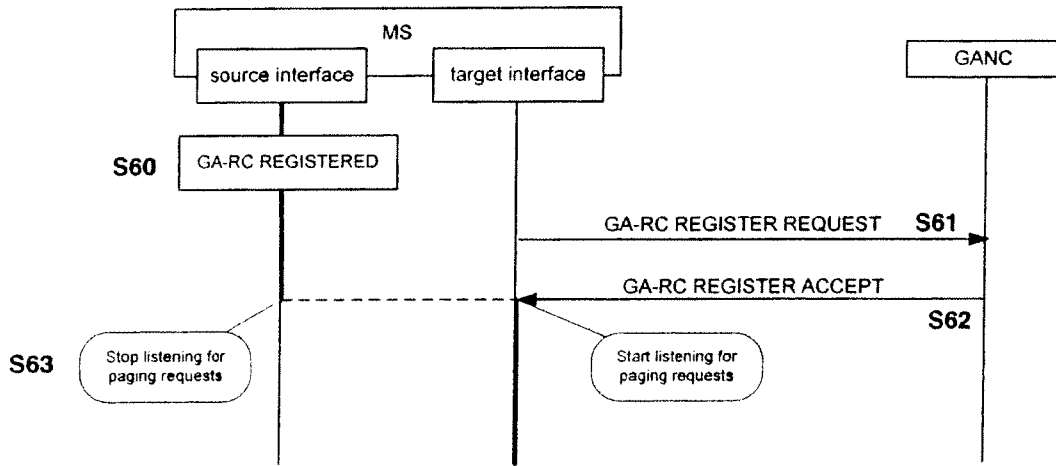 MS
source interface
target interface
GANC
S60
GA-RC REGISTERED
GA-RC REGISTER REQUEST
S61
GA-RC REGISTER ACCEPT
S62
S63
Stop listening for
paging requests
Start listening for
paging requests